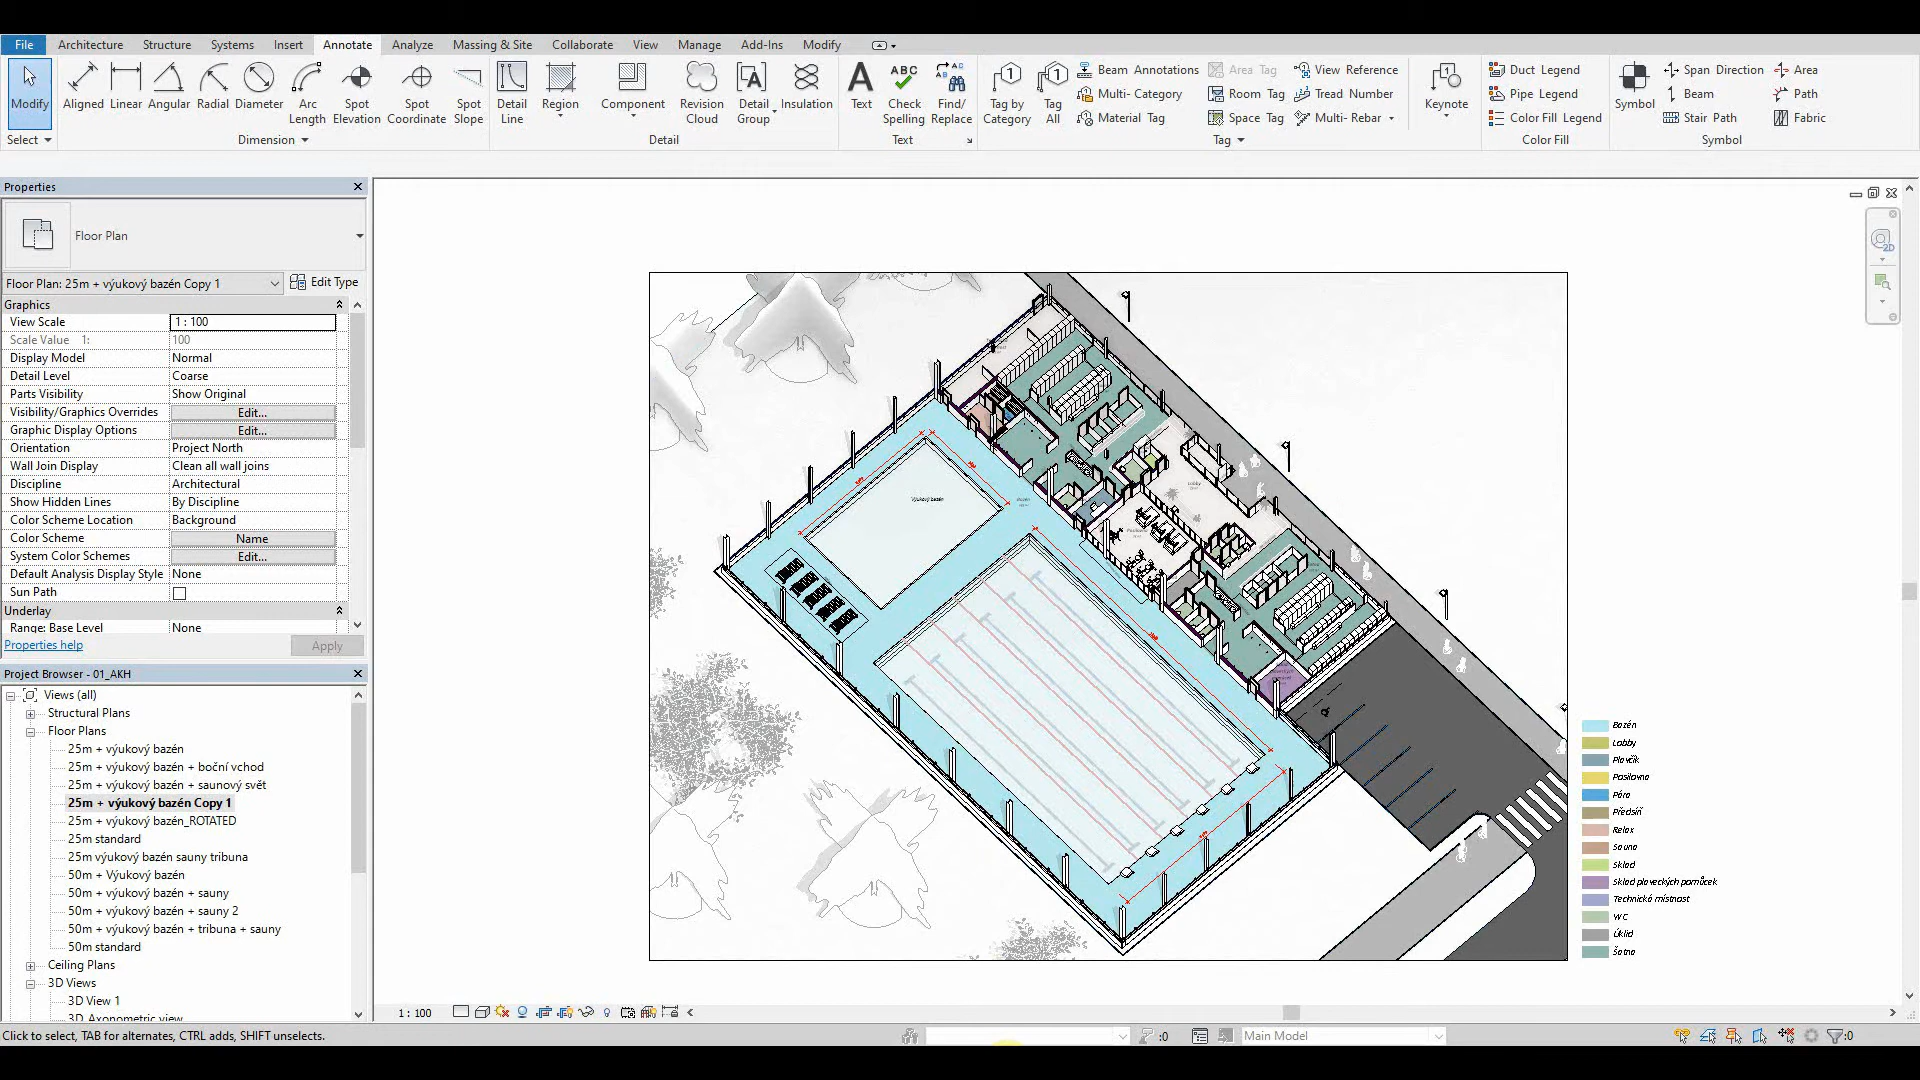 File Architecture Structure Systems Insert Annotate Analyze Massing & Site Collaborate View Manage Add-Ins Modify
Modify
Aligned
Linear
Angular
Radial
Diameter
Arc Length
Spot Elevation
Spot Coordinate
Spot Slope
Detail Line
Region
Component
Revision Cloud
Detail Group
Insulation
A Text
ABC Check Spelling
Find/ Replace
Tag by Category
Tag All
Beam Annotations
Multi- Category
Material Tag
Area Tag
Room Tag
Space Tag
View Reference
Tread Number
Multi- Rebar
Keynote
Duct Legend
Pipe Legend
Color Fill Legend
Symbol
Span Direction
Beam
Stair Path
Area
Path
Fabric
Select
Dimension
Detail
Text
Tag
Color Fill
Symbol
Properties
Floor Plan
Floor Plan: 25m + výukový bazén Copy 1
Edit Type
Graphics
View Scale 1 : 100
Scale Value 1: 100
Display Model Normal
Detail Level Coarse
Parts Visibility Show Original
Visibility/Graphics Overrides Edit...
Graphic Display Options Edit...
Orientation Project North
Wall Join Display Clean all wall joins
Discipline Architectural
Show Hidden Lines By Discipline
Color Scheme Location Background
Color Scheme Name
System Color Schemes Edit...
Default Analysis Display Style None
Sun Path
Underlay
Range: Base Level None
Properties help
Apply
Project Browser - 01_AKH
Views (all)
Structural Plans
Floor Plans
25m + výukový bazén
25m + výukový bazén + boční vchod
25m + výukový bazén + saunový svět
25m + výukový bazén Copy 1
25m + výukový bazén_ROTATED
25m standard
25m výukový bazén sauny tribuna
50m + Výukový bazén
50m + výukový bazén + sauny
50m + výukový bazén + sauny 2
50m + výukový bazén + tribuna + sauny
50m standard
Ceiling Plans
3D Views
3D View 1
3D Axonometric view
2D
Výukový bazén
Lobby
Bazén
Lobby
Plavčík
Posilovna
Pára
Předsíň
Relax
Sauna
Sklad
Sklad plaveckých pomůcek
Technická místnost
WC
Úklid
Šatna
1 : 100
Click to select, TAB for alternates, CTRL adds, SHIFT unselects.
:0
Main Model
:0